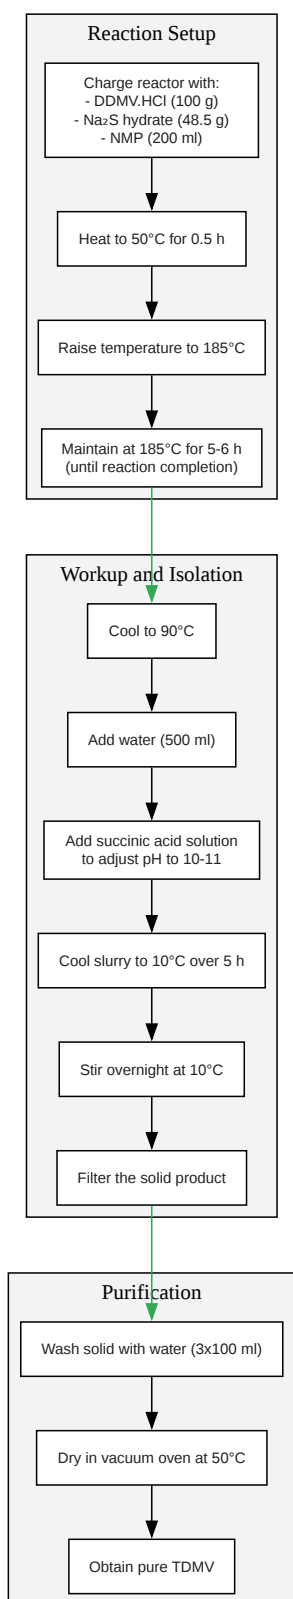 Reaction Setup
Charge reactor with:
- DDMV.HCl (100 g)
- Na₂S hydrate (48.5 g)
- NMP (200 ml)
Heat to 50°C for 0.5 h
Raise temperature to 185°C
Maintain at 185°C for 5-6 h
(until reaction completion)
Workup and Isolation
Cool to 90°C
Add water (500 ml)
Add succinic acid solution
to adjust pH to 10-11
Cool slurry to 10°C over 5 h
Stir overnight at 10°C
Filter the solid product
Purification
Wash solid with water (3x100 ml)
Dry in vacuum oven at 50°C
Obtain pure TDMV